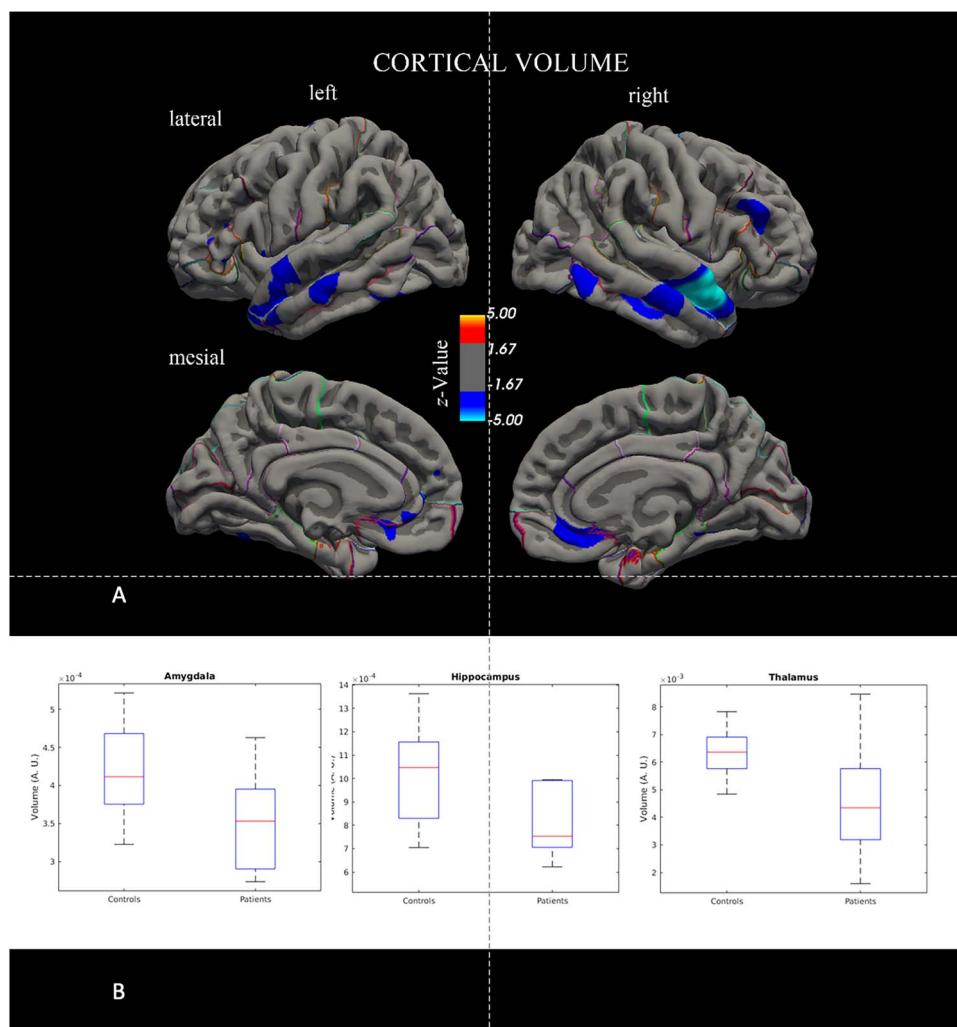 CORTICAL VOLUME
left
right
lateral
mesial
z-Value
5.00
1.67
-1.67
-5.00
A
×10⁻⁴
Amygdala
5
4.5
4
3.5
3
Volume (A. U.)
Controls
Patients
×10⁻⁴
Hippocampus
14
13
12
11
10
9
8
7
6
Volume (A. U.)
Controls
Patients
×10⁻³
Thalamus
8
7
6
5
4
3
2
Volume (A. U.)
Controls
Patients
B